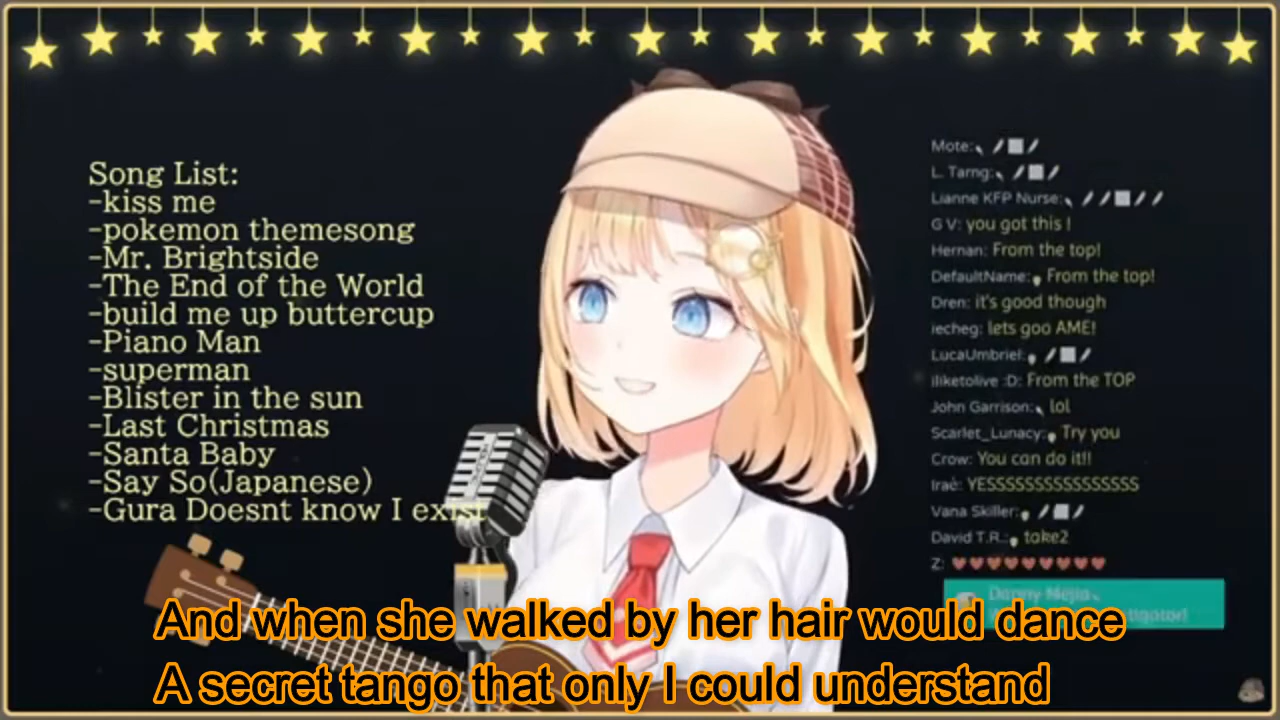 Song List:
-kiss me
-pokemon themesong
-Mr. Brightside
-The End of the World
-build me up buttercup
-Piano Man
-superman
-Blister in the sun
-Last Christmas
-Santa Baby
-Say So(Japanese)
-Gura Doesnt know I exist
Mote:
L. Tarng:
Lianne KFP Nurse:
G V: you got this !
Hernan: From the top!
DefaultName: From the top!
Dren: it's good though
iecheg: lets goo AME!
LucaUmbriel:
iliketolive :D: From the TOP
John Garrison: lol
Scarlet_Lunacy: Try you
Crow: You can do it!!
Irae: YESSSSSSSSSSSSSSSS
Vana Skiller:
David T.R.: take2
Z: ♥♥♥♥♥♥♥♥♥
Danny Mejia
And when she walked by her hair would dance
A secret tango that only I could understand